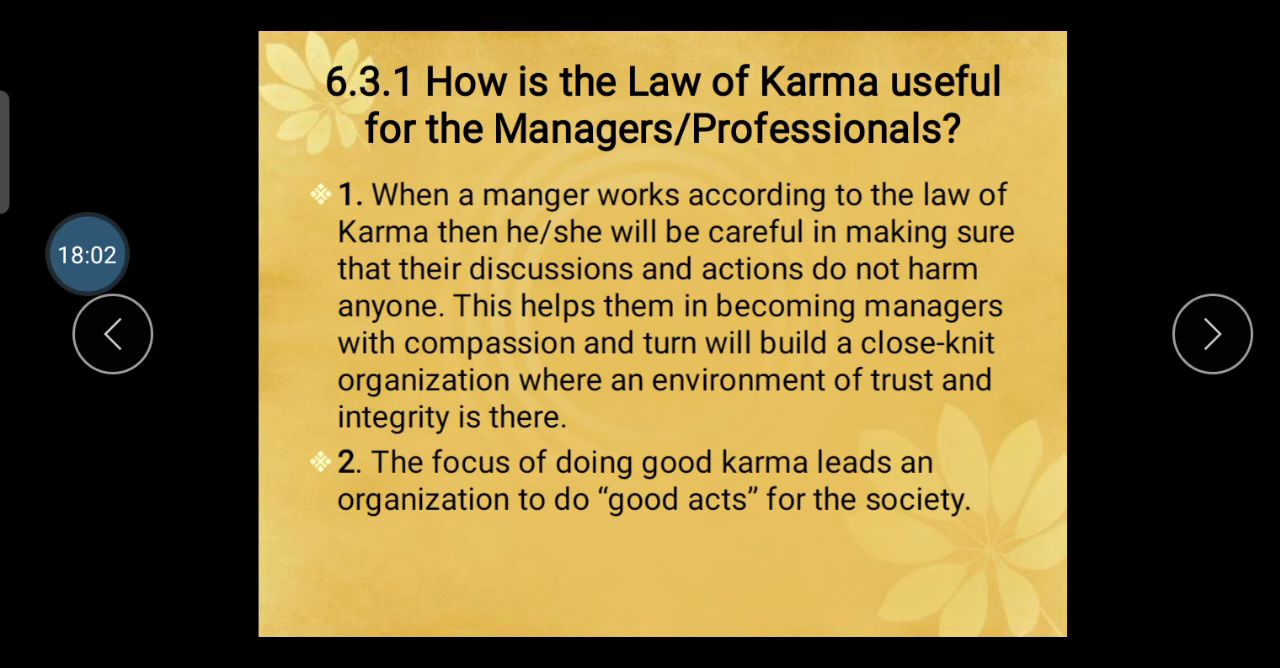 6.3.1 How is the Law of Karma useful
for the Managers/Professionals?
1. When a manger works according to the law of
Karma then he/she will be careful in making sure
that their discussions and actions do not harm
anyone. This helps them in becoming managers
with compassion and turn will build a close-knit
organization where an environment of trust and
integrity is there.
2. The focus of doing good karma leads an
organization to do “good acts” for the society.
18:02